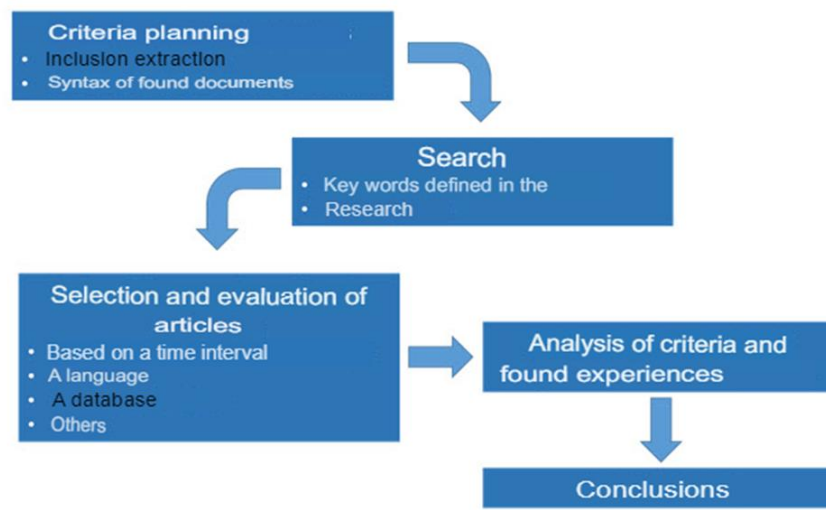 Criteria planning
• Inclusion extraction
• Syntax of found documents
Search
• Key words defined in the
• Research
Selection and evaluation of
articles
• Based on a time interval
• A language
• A database
• Others
Analysis of criteria and
found experiences
Conclusions